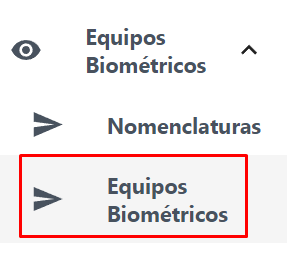 Equipos
Biométricos
Nomenclaturas
Equipos
Biométricos